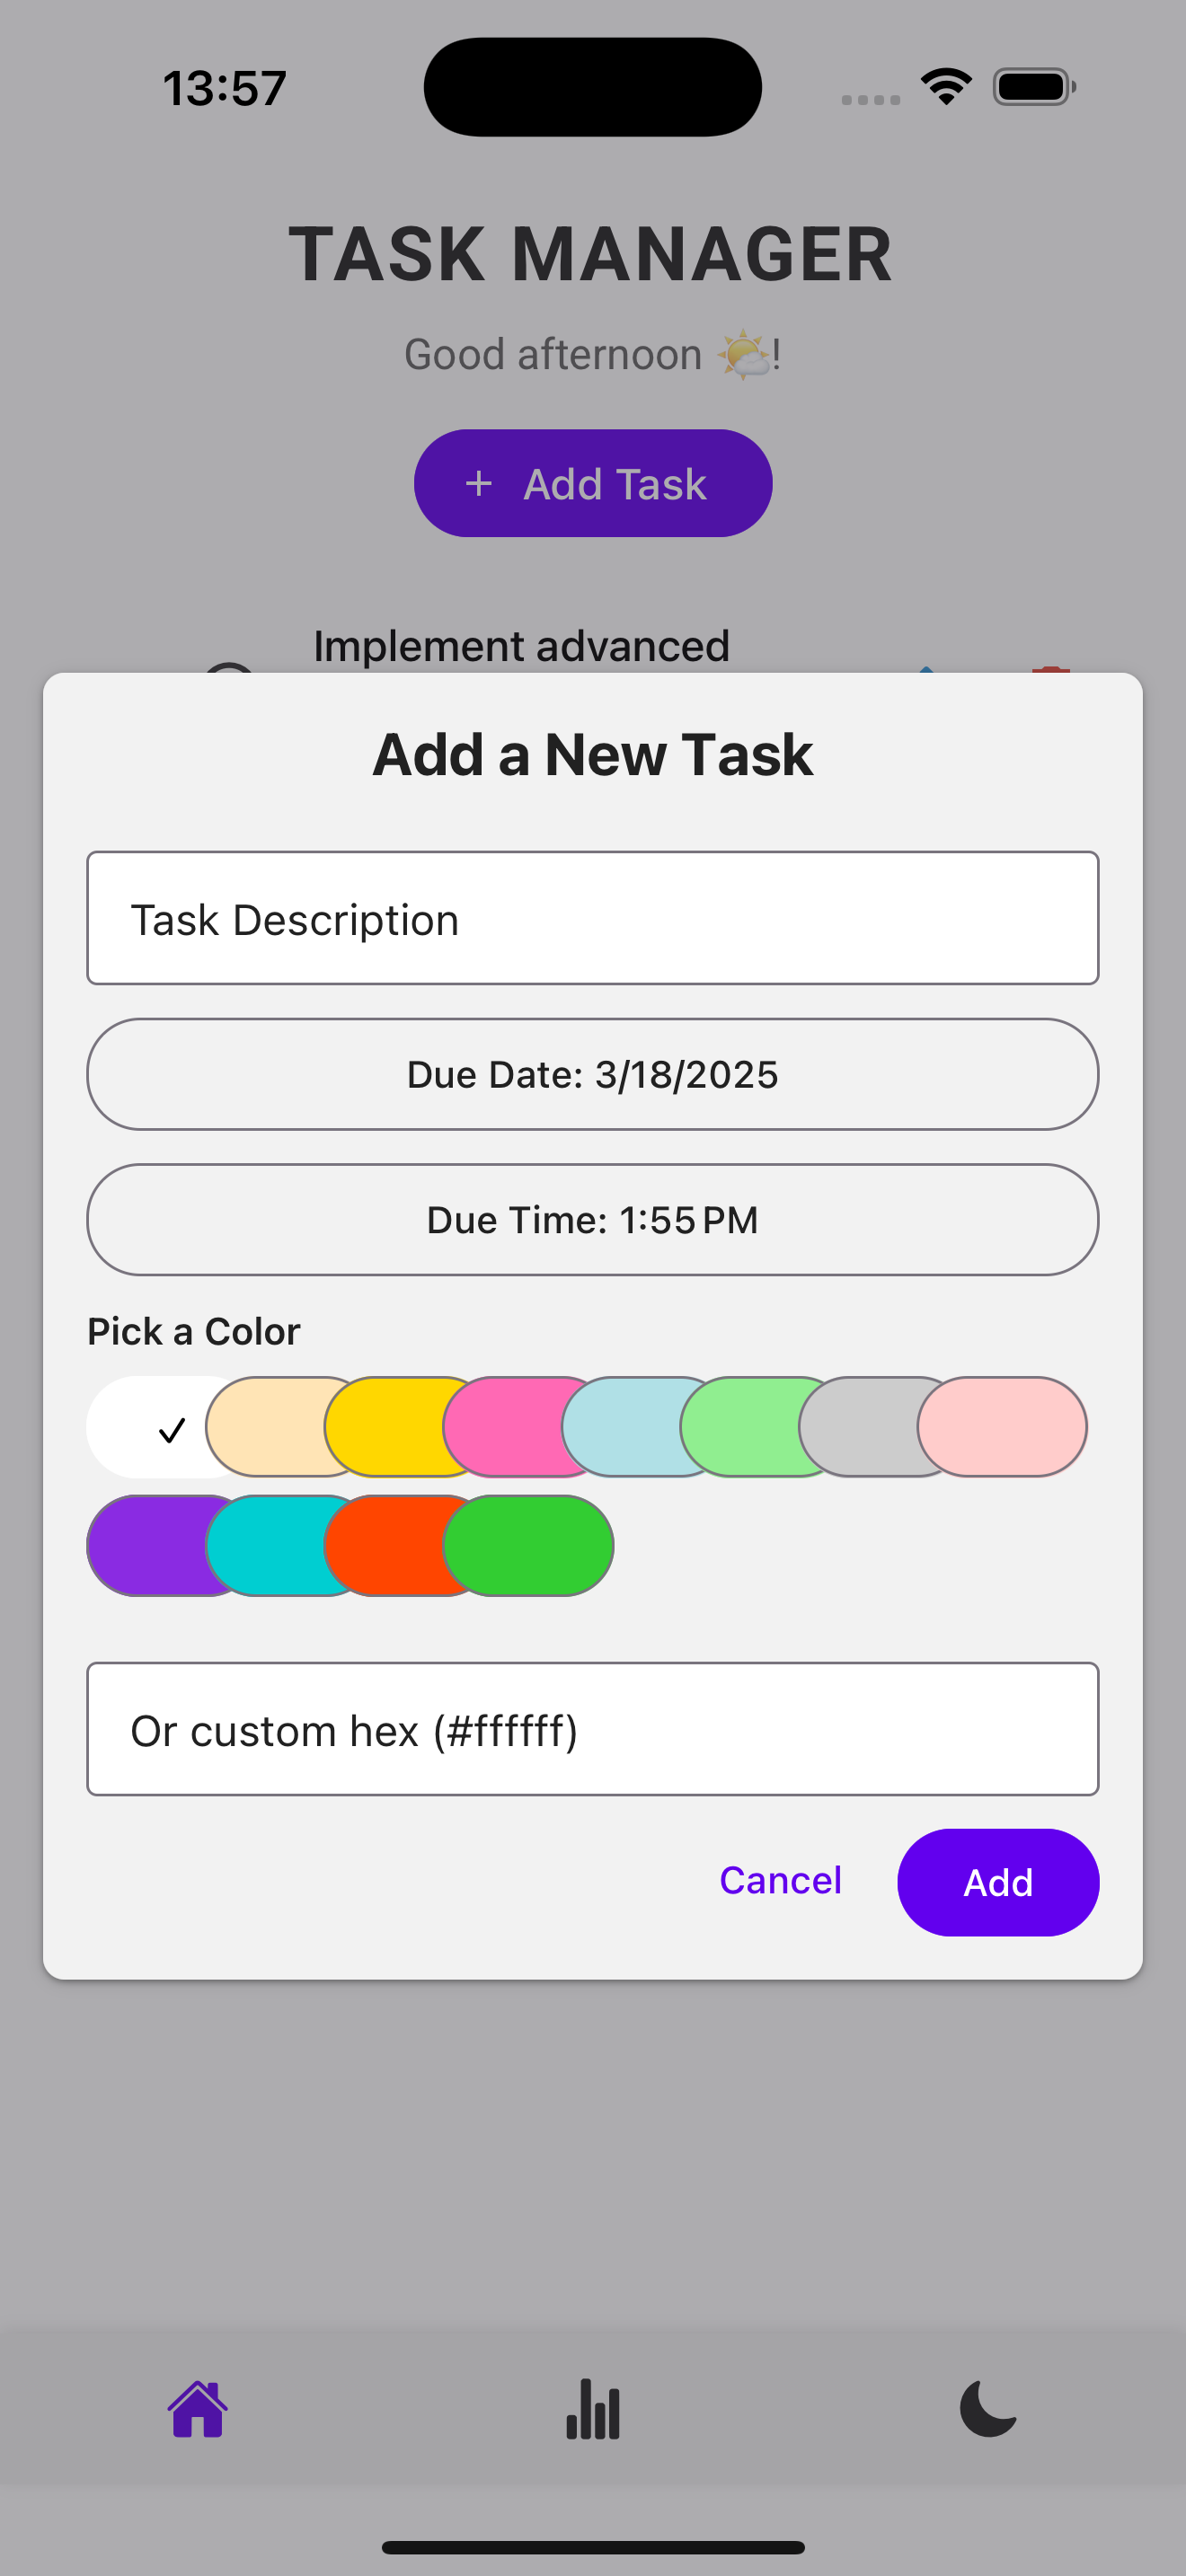 13:57
TASK MANAGER
Good afternoon 🌤️!
+ Add Task
Implement advanced
Add a New Task
Task Description
Due Date: 3/18/2025
Due Time: 1:55 PM
Pick a Color
Or custom hex (#ffffff)
Cancel
Add